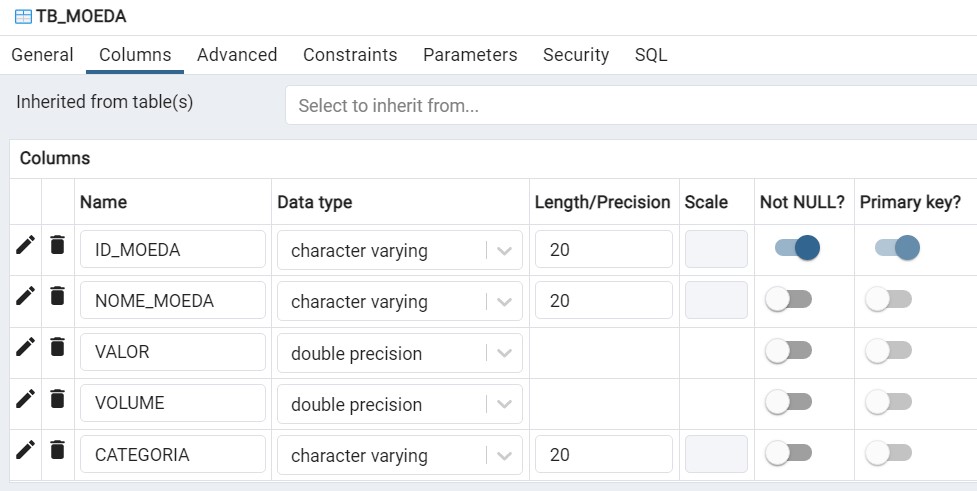 TB_MOEDA
General Columns Advanced Constraints Parameters Security SQL
Inherited from table(s) Select to inherit from...
Columns
Name Data type Length/Precision Scale Not NULL? Primary key?
ID_MOEDA character varying 20
NOME_MOEDA character varying 20
VALOR double precision
VOLUME double precision
CATEGORIA character varying 20